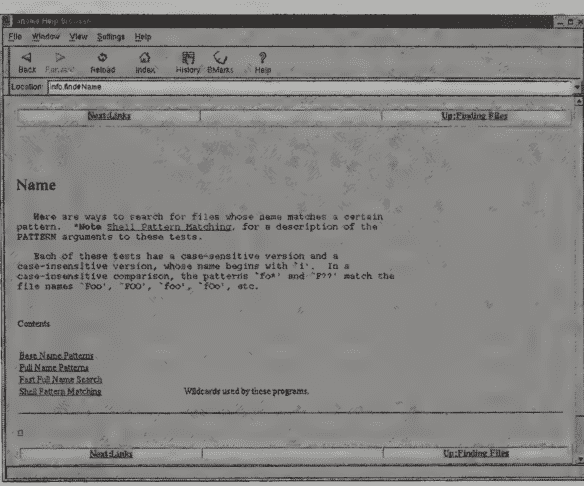 Gnome Help Browser
File Window View Settings Help
Back Forward Reload Index History BMarks Help
Location: info:find#Name
Next:Links Up:Finding Files
Name
Here are ways to search for files whose name matches a certain
pattern. *Note Shell Pattern Matching, for a description of the
PATTERN arguments to these tests.
Each of these tests has a case-sensitive version and a
case-insensitive version, whose name begins with `i'. In a
case-insensitive comparison, the patterns `fo*' and `F??' match the
file names `Foo', `FOO', `foo', `fOo', etc.
Contents
Base Name Patterns
Full Name Patterns
Fast Full Name Search
Shell Pattern Matching Wildcards used by these programs.
Next:Links Up:Finding Files